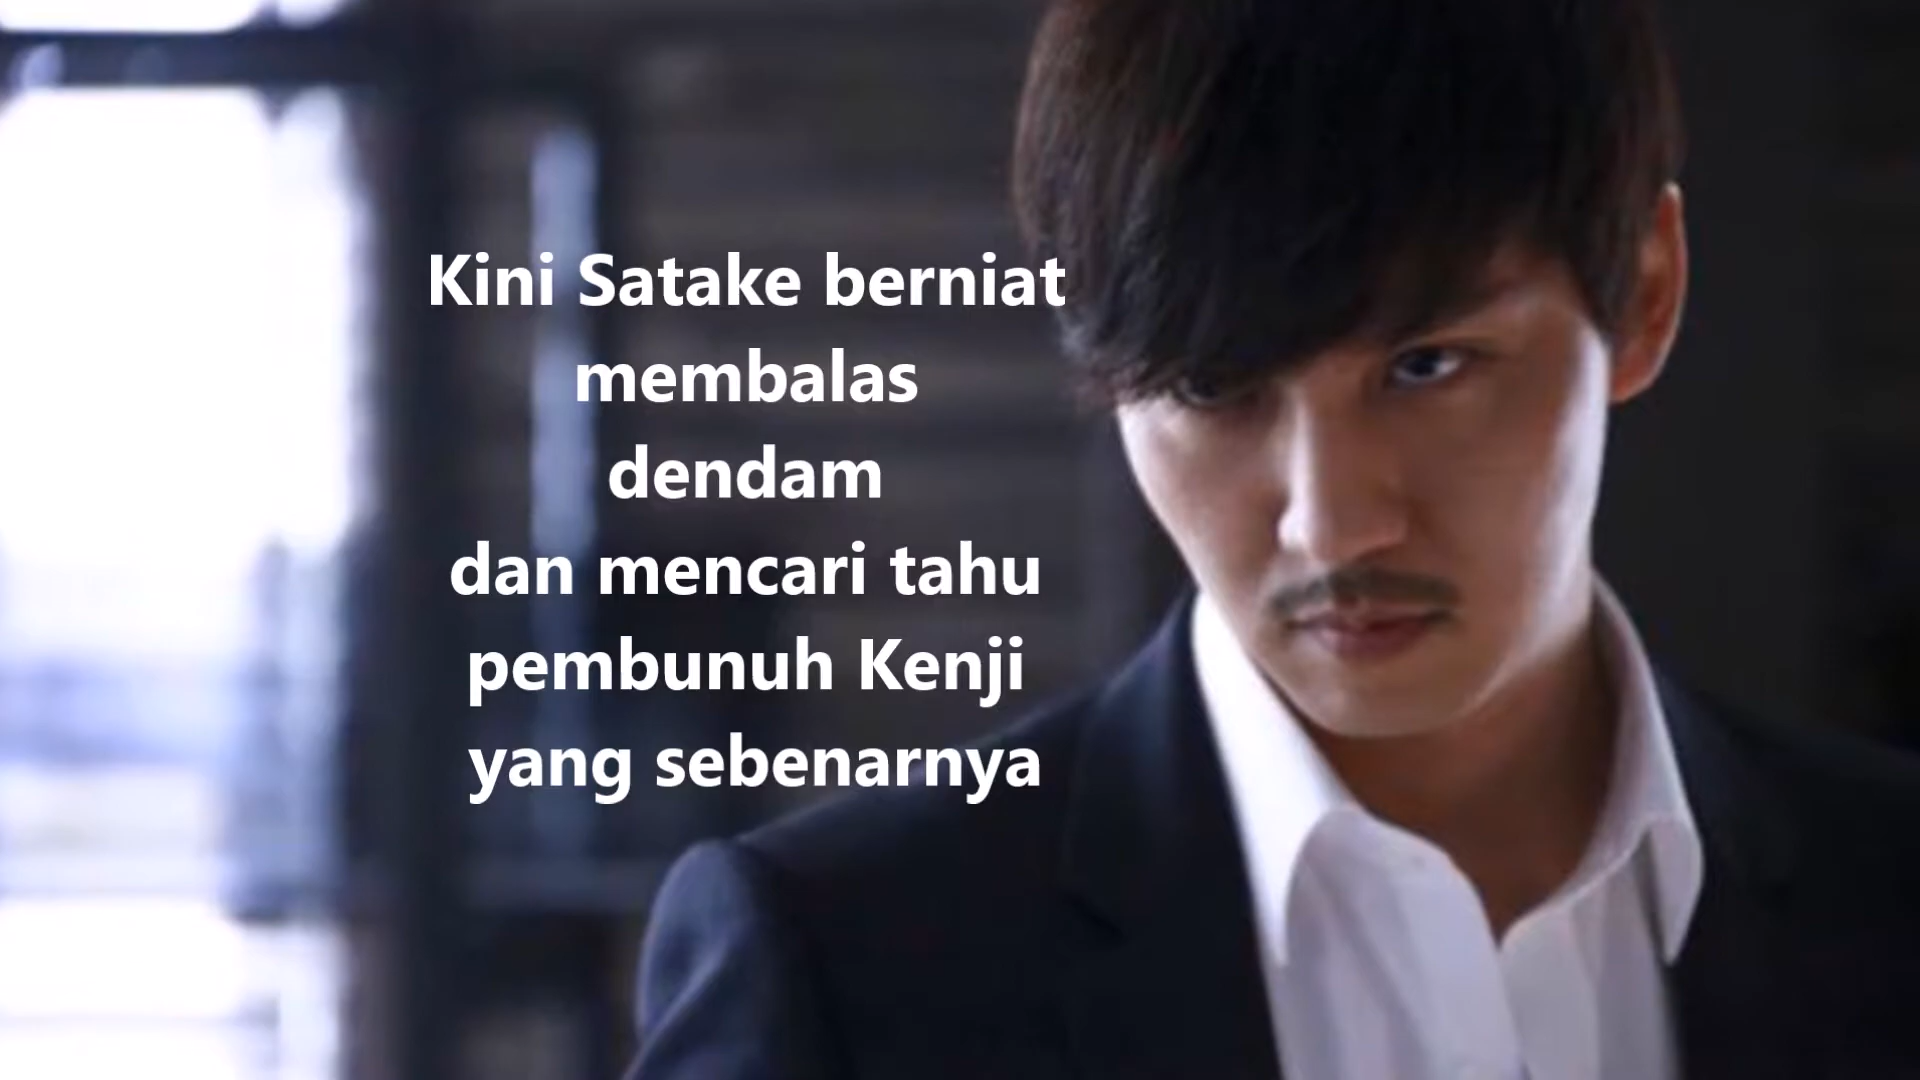 Kini Satake berniat
membalas
dendam
dan mencari tahu
pembunuh Kenji
yang sebenarnya